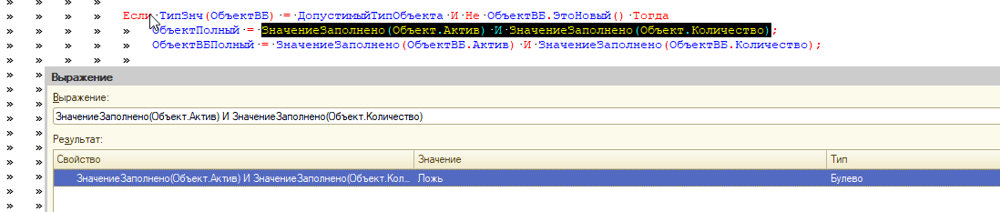 Если ТипЗнч(ОбъектВБ) = ДопустимыйТипОбъекта И Не ОбъектВБ.ЭтоНовый() Тогда
ОбъектПолный = ЗначениеЗаполнено(Объект.Актив) И ЗначениеЗаполнено(Объект.Количество);
ОбъектВБПолный = ЗначениеЗаполнено(ОбъектВБ.Актив) И ЗначениеЗаполнено(ОбъектВБ.Количество);
Выражение
Выражение:
ЗначениеЗаполнено(Объект.Актив) И ЗначениеЗаполнено(Объект.Количество)
Результат:
Свойство Значение Тип
ЗначениеЗаполнено(Объект.Актив) И ЗначениеЗаполнено(Объект.Кол... Ложь Булево